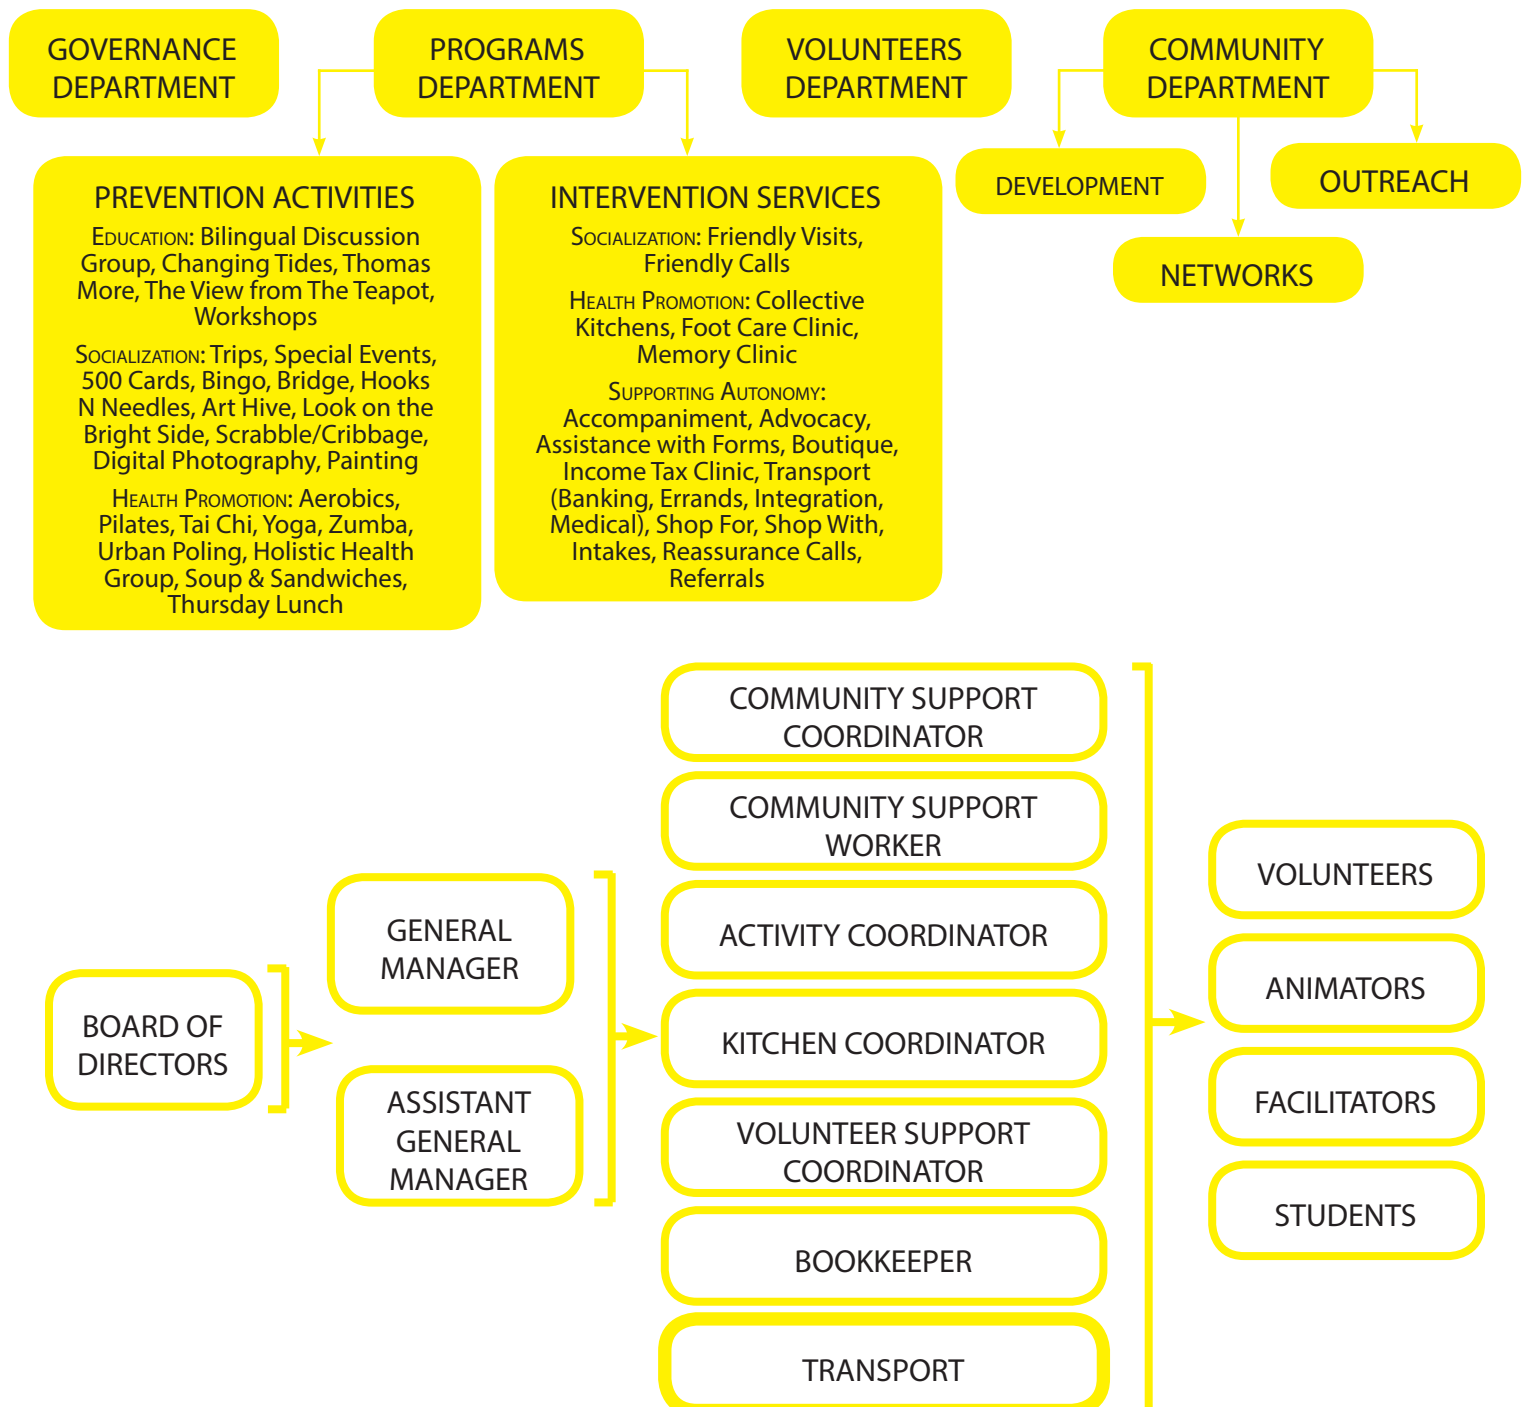 GOVERNANCE
DEPARTMENT
PROGRAMS
DEPARTMENT
VOLUNTEERS
DEPARTMENT
COMMUNITY
DEPARTMENT
PREVENTION ACTIVITIES
Education: Bilingual Discussion
Group, Changing Tides, Thomas
More, The View from The Teapot,
Workshops
Socialization: Trips, Special Events,
500 Cards, Bingo, Bridge, Hooks
N Needles, Art Hive, Look on the
Bright Side, Scrabble/Cribbage,
Digital Photography, Painting
Health Promotion: Aerobics,
Pilates, Tai Chi, Yoga, Zumba,
Urban Poling, Holistic Health
Group, Soup & Sandwiches,
Thursday Lunch
INTERVENTION SERVICES
Socialization: Friendly Visits,
Friendly Calls
Health Promotion: Collective
Kitchens, Foot Care Clinic,
Memory Clinic
Supporting Autonomy:
Accompaniment, Advocacy,
Assistance with Forms, Boutique,
Income Tax Clinic, Transport
(Banking, Errands, Integration,
Medical), Shop For, Shop With,
Intakes, Reassurance Calls,
Referrals
DEVELOPMENT
NETWORKS
OUTREACH
BOARD OF
DIRECTORS
GENERAL
MANAGER
ASSISTANT
GENERAL
MANAGER
COMMUNITY SUPPORT
COORDINATOR
COMMUNITY SUPPORT
WORKER
ACTIVITY COORDINATOR
KITCHEN COORDINATOR
VOLUNTEER SUPPORT
COORDINATOR
BOOKKEEPER
TRANSPORT
VOLUNTEERS
ANIMATORS
FACILITATORS
STUDENTS